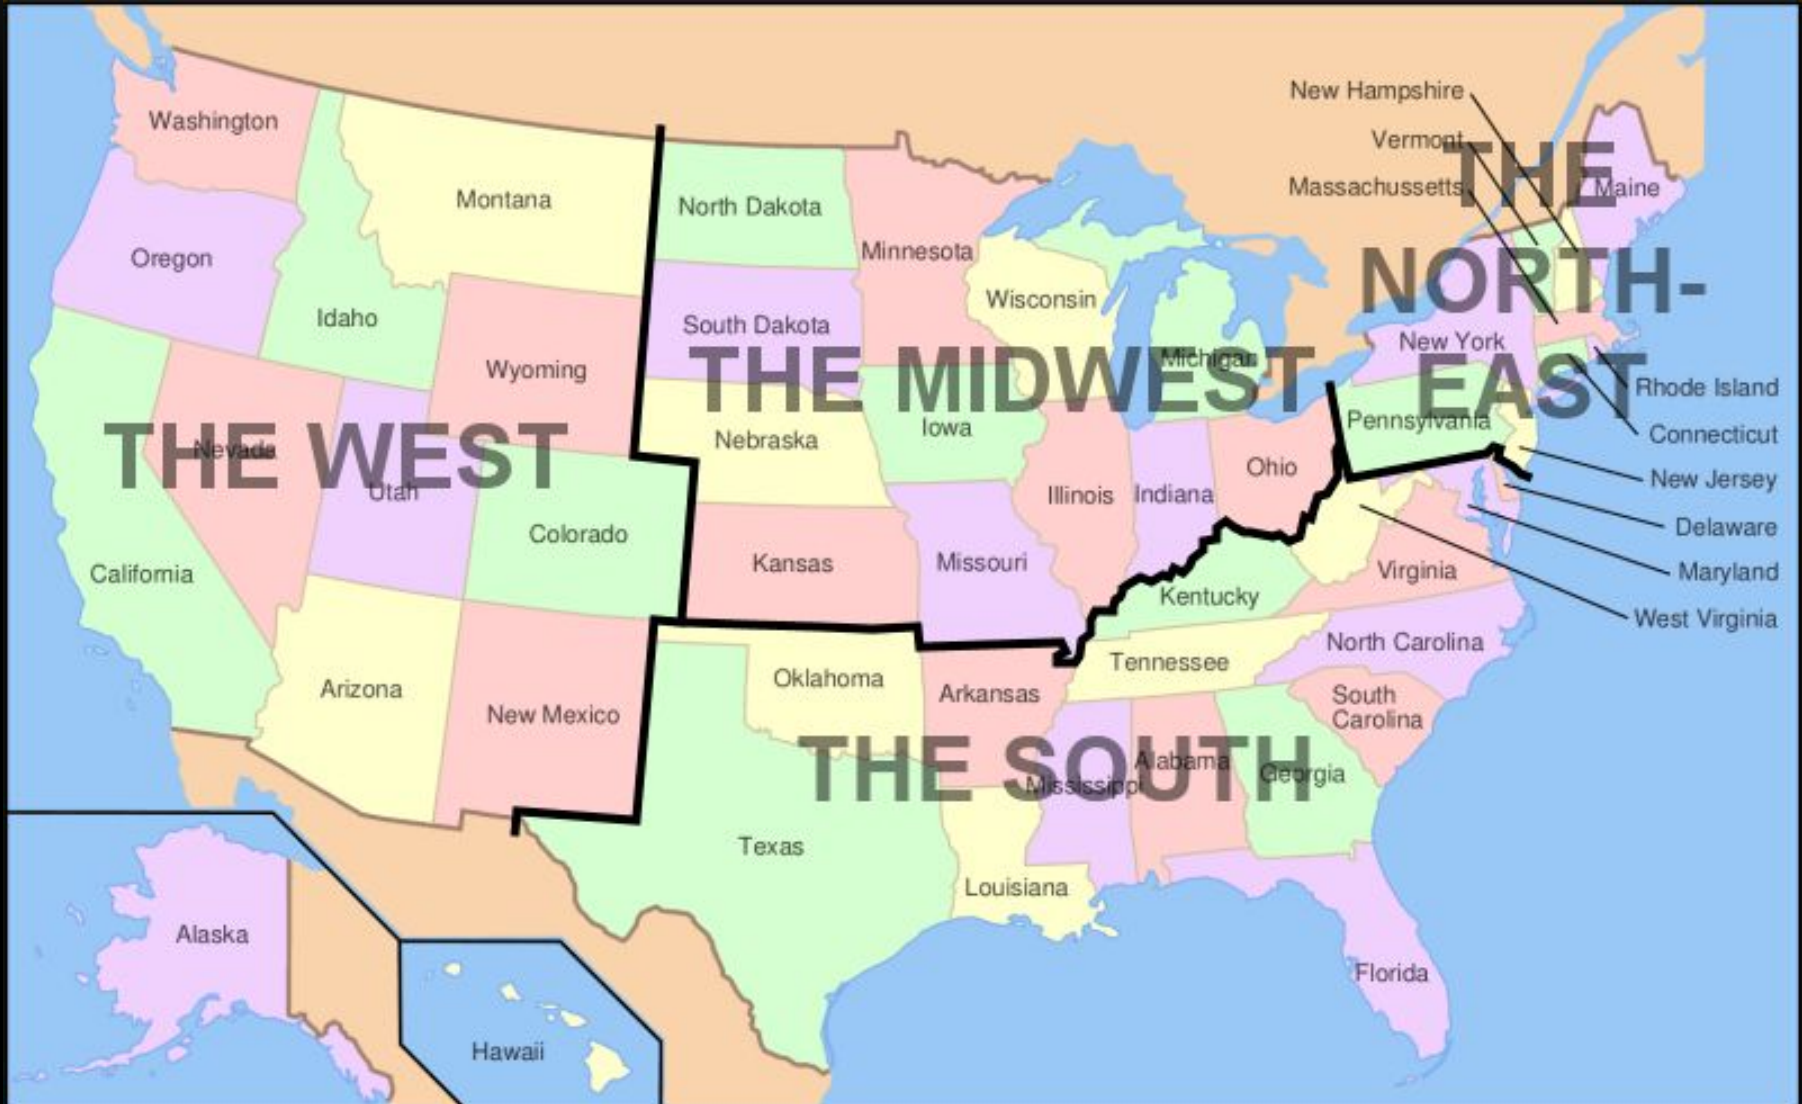 New Hampshire
Washington
Vermont
THE
Massachussetts
Maine
Montana
North Dakota
Minnesota
Oregon
NORTH-
Wisconsin
Idaho
South Dakota
New York
Michigan
THE MIDWEST
Wyoming
EAST
Rhode Island
Pennsylvania
Iowa
Connecticut
Nebraska
THE WEST
Nevada
Ohio
New Jersey
Utah
Illinois
Indiana
Delaware
Colorado
Kansas
Missouri
Virginia
Maryland
California
Kentucky
West Virginia
North Carolina
Tennessee
Oklahoma
Arizona
Arkansas
South
Carolina
New Mexico
Alabama
THE SOUTH
Georgia
Mississippi
Texas
Louisiana
Alaska
Florida
Hawaii